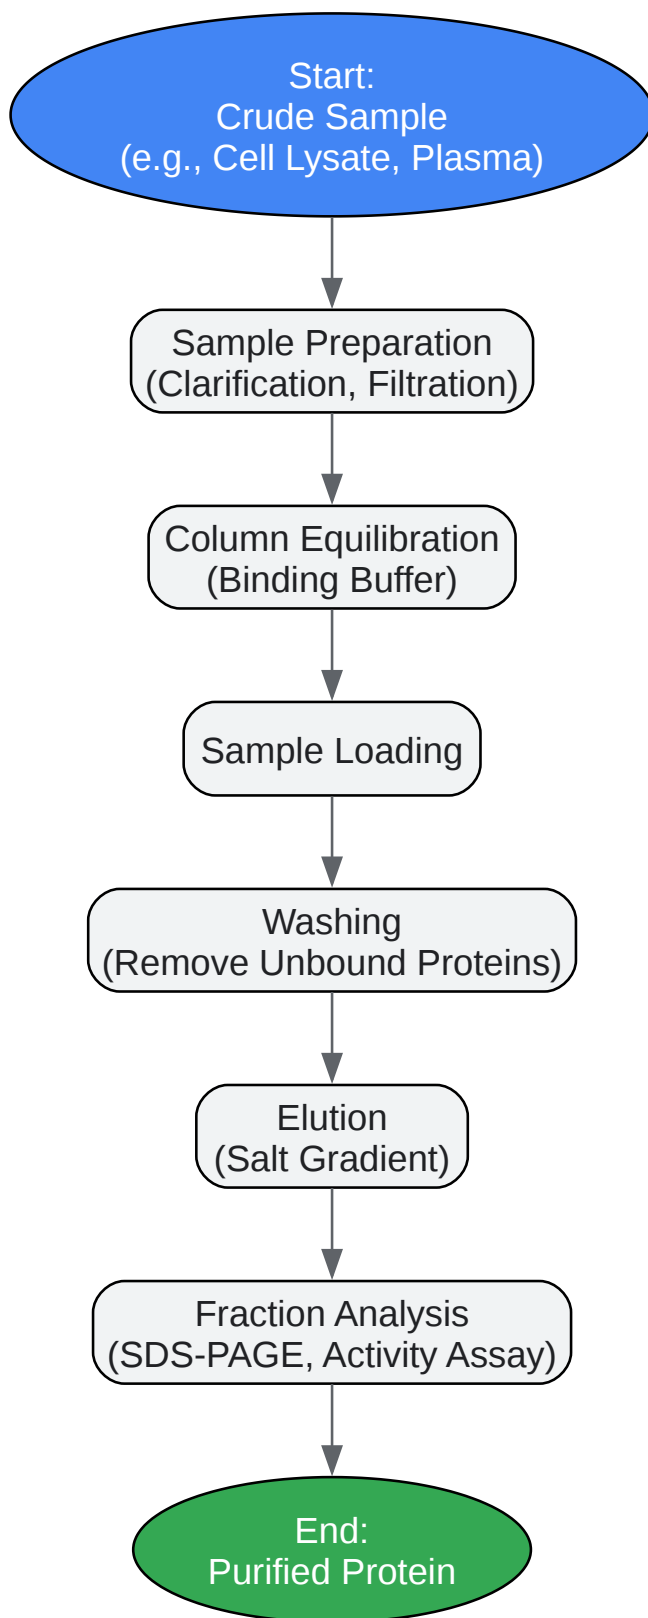 Start:
Crude Sample
(e.g., Cell Lysate, Plasma)
Sample Preparation
(Clarification, Filtration)
Column Equilibration
(Binding Buffer)
Sample Loading
Washing
(Remove Unbound Proteins)
Elution
(Salt Gradient)
Fraction Analysis
(SDS-PAGE, Activity Assay)
End:
Purified Protein